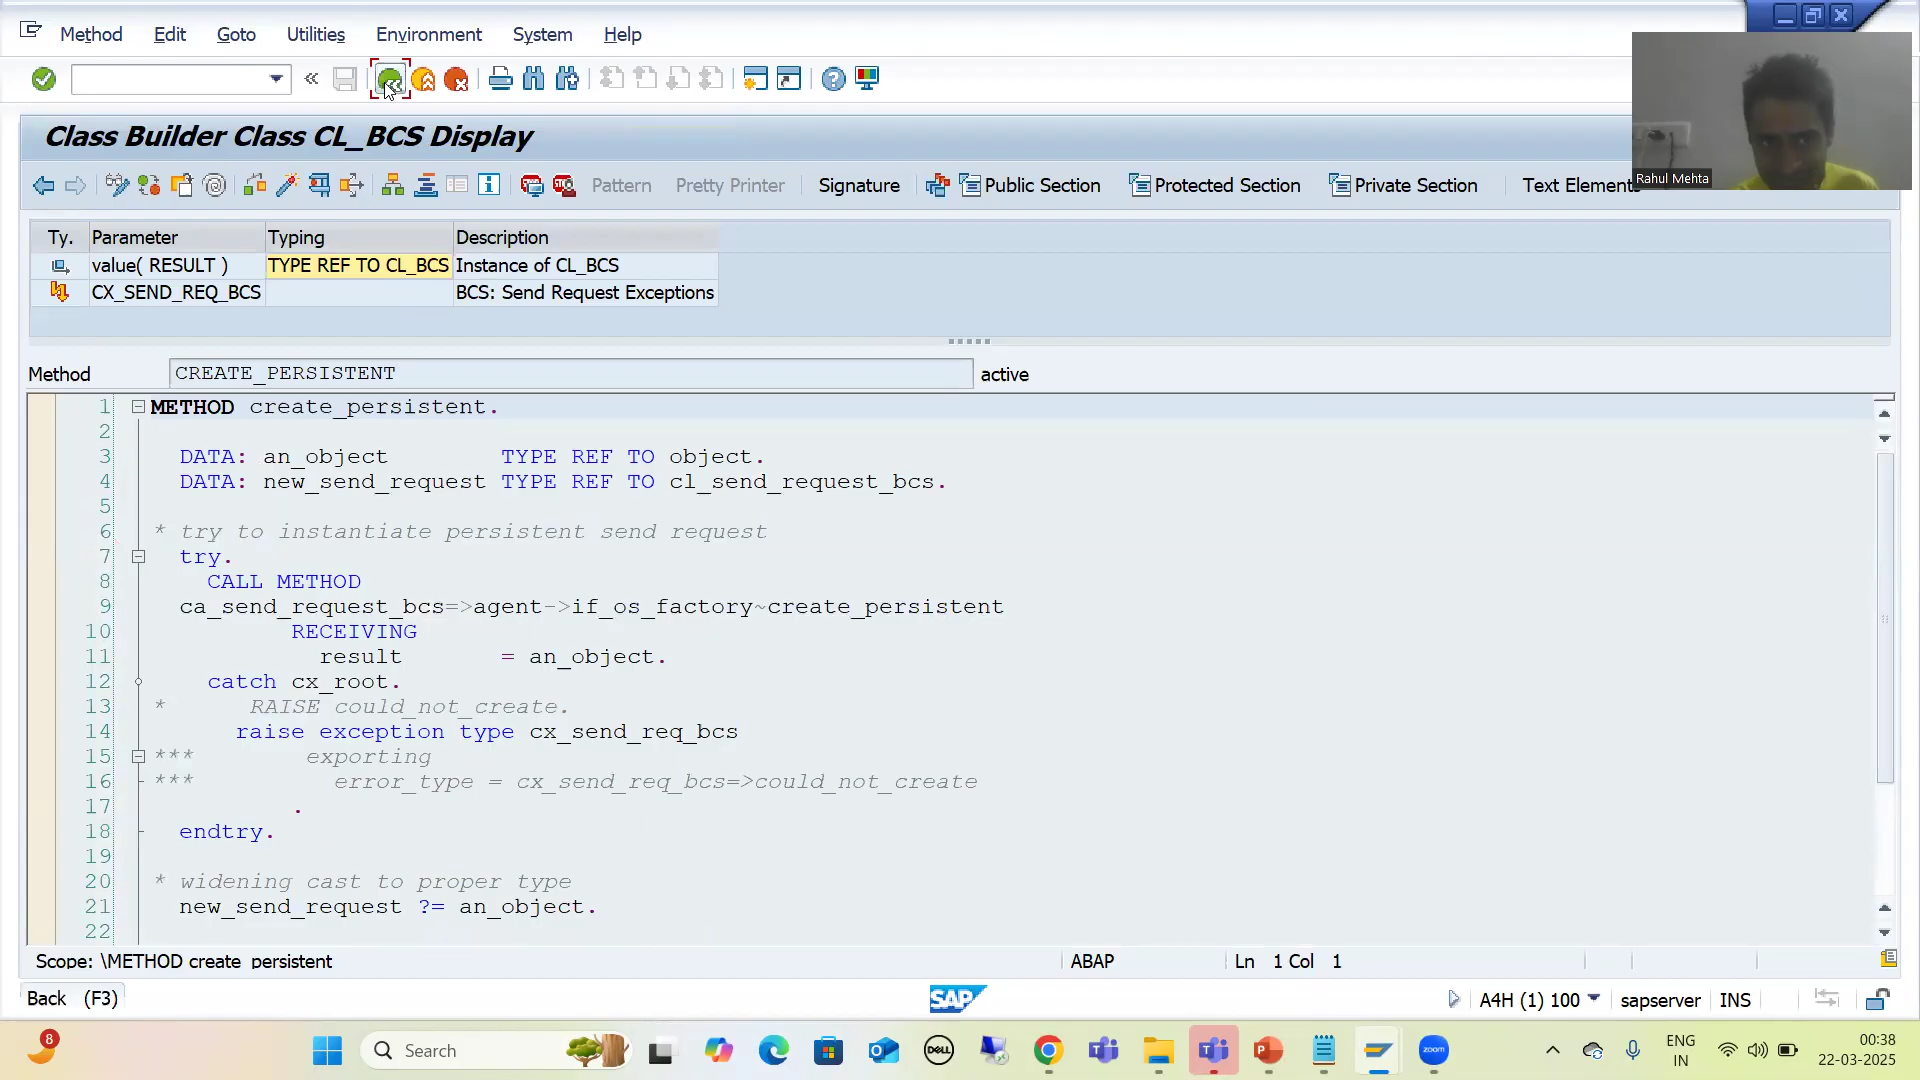 Method Edit Goto Utilities Environment System Help
Class Builder Class CL_BCS Display
Pattern Pretty Printer Signature Public Section Protected Section Private Section Text Elements
Rahul Mehta
Ty. Parameter Typing Description
value( RESULT ) TYPE REF TO CL_BCS Instance of CL_BCS
CX_SEND_REQ_BCS BCS: Send Request Exceptions
Method CREATE_PERSISTENT active
1 METHOD create_persistent.
2
3 DATA: an_object TYPE REF TO object.
4 DATA: new_send_request TYPE REF TO cl_send_request_bcs.
5
6 * try to instantiate persistent send request
7 try.
8 CALL METHOD
9 ca_send_request_bcs=>agent->if_os_factory~create_persistent
10 RECEIVING
11 result = an_object.
12 catch cx_root.
13 * RAISE could_not_create.
14 raise exception type cx_send_req_bcs
15 *** exporting
16 *** error_type = cx_send_req_bcs=>could_not_create
17 .
18 endtry.
19
20 * widening cast to proper type
21 new_send_request ?= an_object.
22
Scope: \METHOD create_persistent ABAP Ln 1 Col 1
Back (F3) SAP A4H (1) 100 sapserver INS
8 Search DELL zoom ENG IN 00:38 22-03-2025